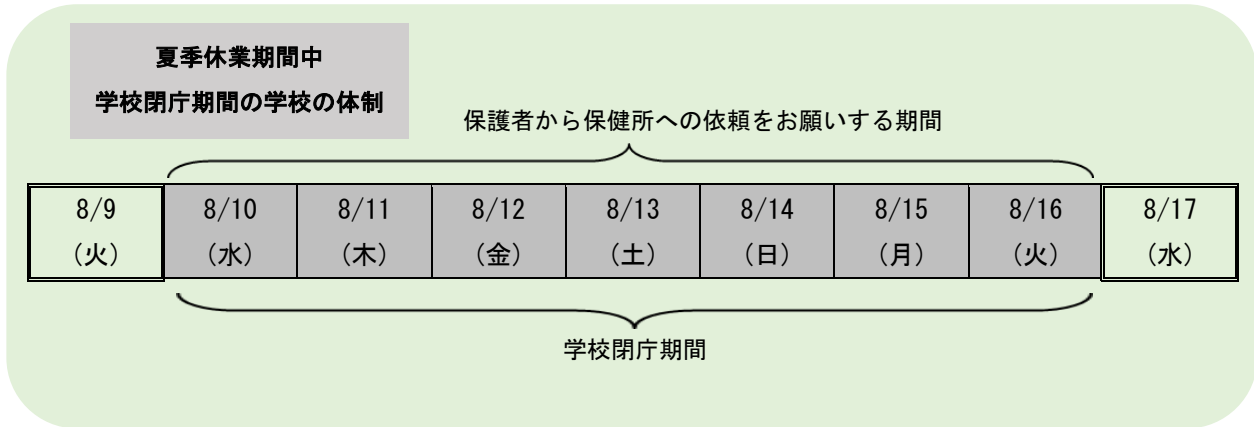 夏季休業期間中
学校閉庁期間の学校の体制
保護者から保健所への依頼をお願いする期間
8/9 8/10 8/11 8/12 8/13 8/14 8/15 8/16 8/17
（火） （水） （木） （金） （土） （日） （月） （火） （水）
学校閉庁期間